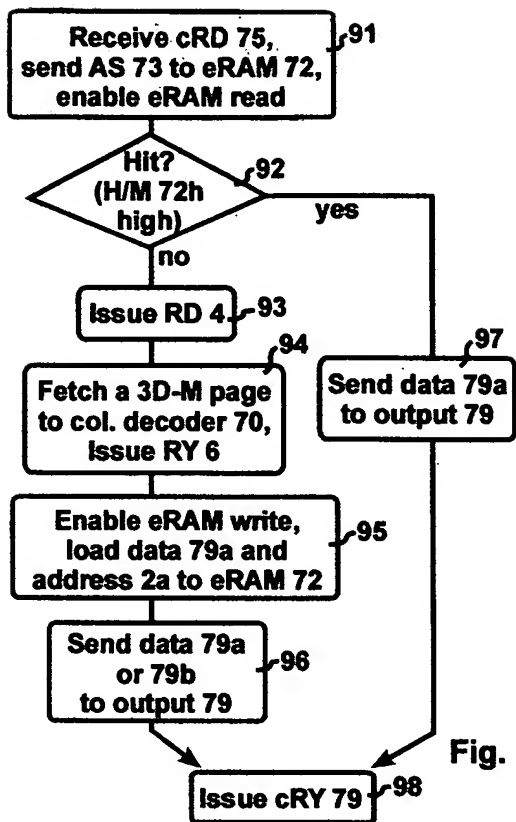 Receive cRD 75,
send AS 73 to eRAM 72,
enable eRAM read
91
Hit?
(H/M 72h
high)
92
yes
no
Issue RD 4
93
94
Fetch a 3D-M page
to col. decoder 70,
Issue RY 6
97
Send data 79a
to output 79
Enable eRAM write,
load data 79a and
address 2a to eRAM 72
95
Send data 79a
or 79b
to output 79
96
Fig.
Issue cRY 79
98